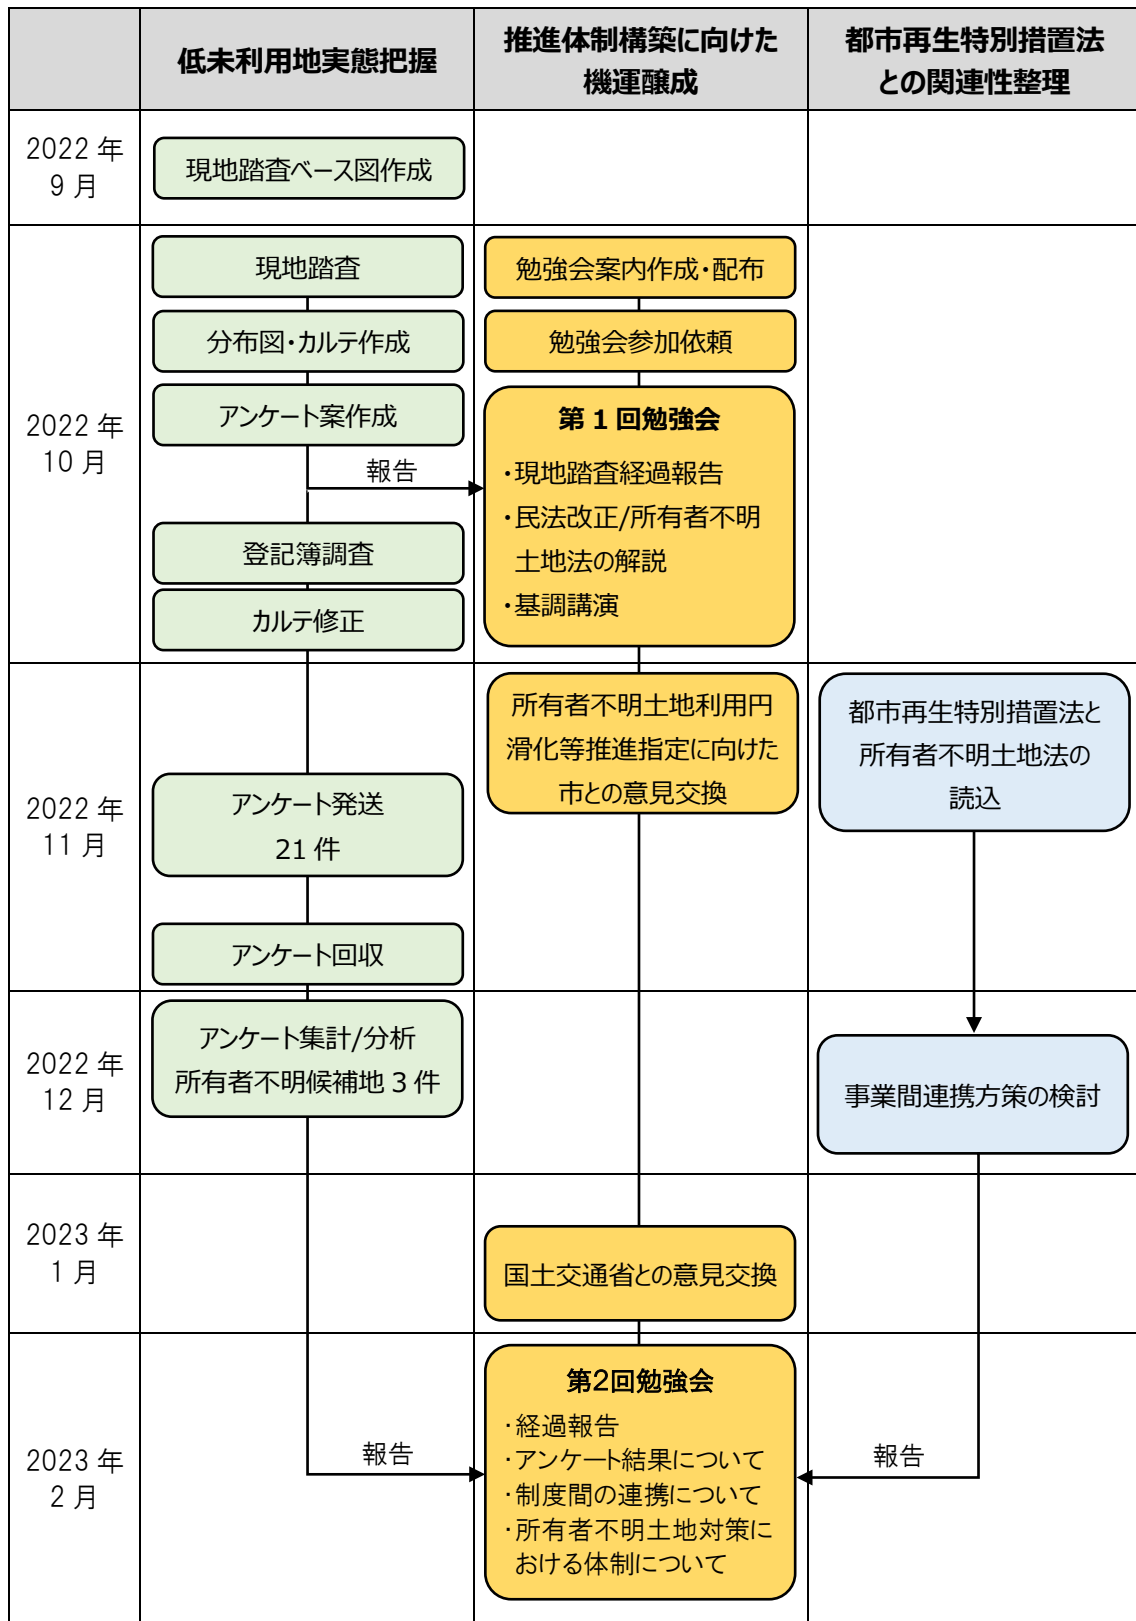 低未利用地実態把握
推進体制構築に向けた
機運醸成
都市再生特別措置法
との関連性整理
2022 年
9 月
現地踏査ベース図作成
2022 年
10 月
現地踏査
分布図・カルテ作成
アンケート案作成
報告
登記簿調査
カルテ修正
勉強会案内作成・配布
勉強会参加依頼
第 1 回勉強会
・現地踏査経過報告
・民法改正/所有者不明
土地法の解説
・基調講演
2022 年
11 月
アンケート発送
21 件
アンケート回収
所有者不明土地利用円
滑化等推進指定に向けた
市との意見交換
都市再生特別措置法と
所有者不明土地法の
読込
2022 年
12 月
アンケート集計/分析
所有者不明候補地 3 件
事業間連携方策の検討
2023 年
1 月
国土交通省との意見交換
2023 年
2 月
報告
第2回勉強会
・経過報告
・アンケート結果について
・制度間の連携について
・所有者不明土地対策に
おける体制について
報告